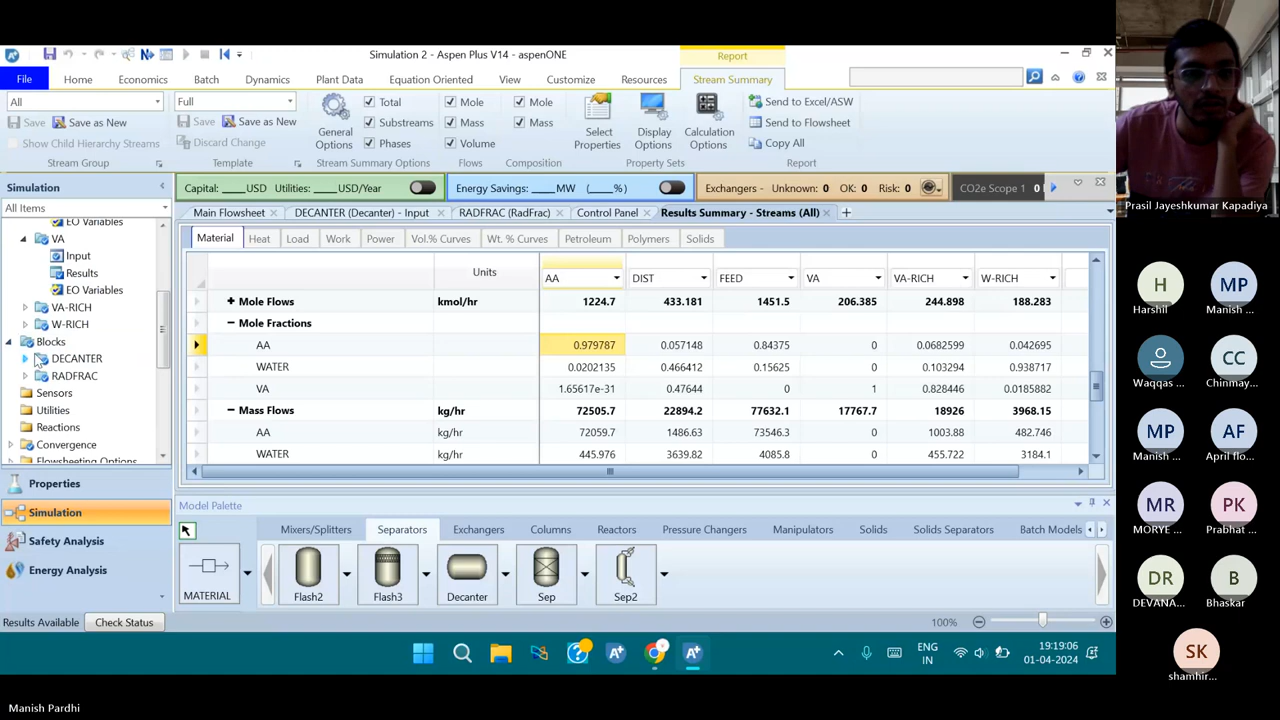 Simulation 2 - Aspen Plus V14 - aspenONE
Report
File Home Economics Batch Dynamics Plant Data Equation Oriented View Customize Resources Stream Summary
All Full Total Mole Mole Send to Excel/ASW
Save Save as New Save Save as New Substreams Mass Mass Send to Flowsheet
Show Child Hierarchy Streams Discard Change General Options Phases Volume Select Properties Display Options Calculation Options Copy All
Stream Group Template Stream Summary Options Flows Composition Property Sets Report
Simulation Capital: ____USD Utilities: ____USD/Year Energy Savings: ____MW (____%) Exchangers - Unknown: 0 OK: 0 Risk: 0 CO2e Scope 1 0
All Items Main Flowsheet DECANTER (Decanter) - Input RADFRAC (RadFrac) Control Panel Results Summary - Streams (All)
EO Variables
VA
Input
Results
EO Variables
VA-RICH
W-RICH
Blocks
DECANTER
RADFRAC
Sensors
Utilities
Reactions
Convergence
Flowsheeting Options
Properties
Simulation
Safety Analysis
Energy Analysis
Material Heat Load Work Power Vol.% Curves Wt. % Curves Petroleum Polymers Solids
Units AA DIST FEED VA VA-RICH W-RICH
Mole Flows kmol/hr 1224.7 433.181 1451.5 206.385 244.898 188.283
Mole Fractions
AA 0.979787 0.057148 0.84375 0 0.0682599 0.042695
WATER 0.0202135 0.466412 0.15625 0 0.103294 0.938717
VA 1.65617e-31 0.47644 0 1 0.828446 0.0185882
Mass Flows kg/hr 72505.7 22894.2 77632.1 17767.7 18926 3968.15
AA kg/hr 72059.7 1486.63 73546.3 0 1003.88 482.746
WATER kg/hr 445.976 3639.82 4085.8 0 455.722 3184.1
Model Palette
Mixers/Splitters Separators Exchangers Columns Reactors Pressure Changers Manipulators Solids Solids Separators Batch Models
MATERIAL Flash2 Flash3 Decanter Sep Sep2
Results Available Check Status 100%
ENG
IN
19:19:06
01-04-2024
Manish Pardhi
Prasil Jayeshkumar Kapadiya
H MP
Harshil Manish ...
CC
Waqqas ... Chinmay...
MP AF
Manish ... April flo...
MR PK
MORYE ... Prabhat ...
DR B
DEVANA... Bhaskar
SK
shamhir...